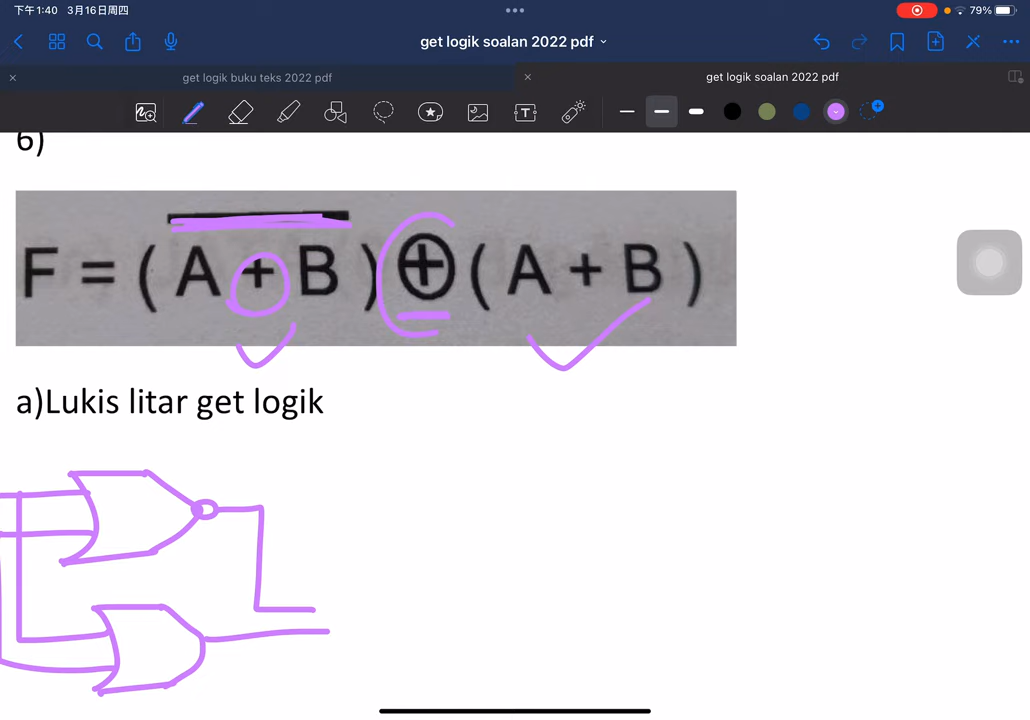 下午1:40 3月16日周四
79%
get logik soalan 2022 pdf
get logik buku teks 2022 pdf
get logik soalan 2022 pdf
6)
F = ( \overline{A + B} ) ⊕ ( A + B )
a)Lukis litar get logik